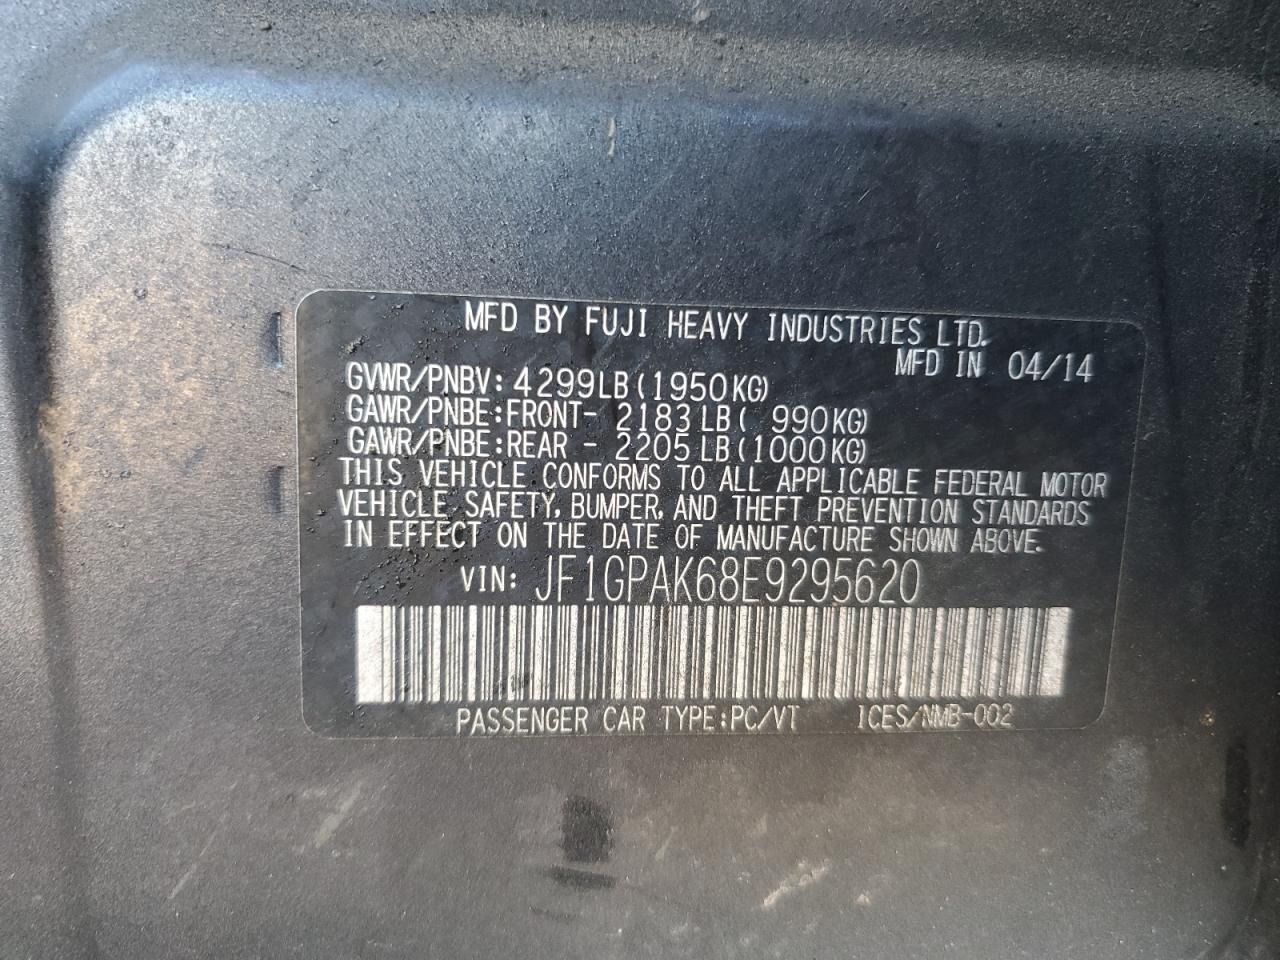 MFD BY FUJI HEAVY INDUSTRIES LTD.
MFD IN 04/14
GVWR/PNBV: 4299LB(1950KG)
GAWR/PNBE:FRONT- 2183LB( 990KG)
GAWR/PNBE:REAR - 2205LB(1000KG)
THIS VEHICLE CONFORMS TO ALL APPLICABLE FEDERAL MOTOR
VEHICLE SAFETY, BUMPER, AND THEFT PREVENTION STANDARDS
IN EFFECT ON THE DATE OF MANUFACTURE SHOWN ABOVE.
VIN: JF1GPAK68E9295620
PASSENGER CAR TYPE:PC/VT ICES/NMB-002